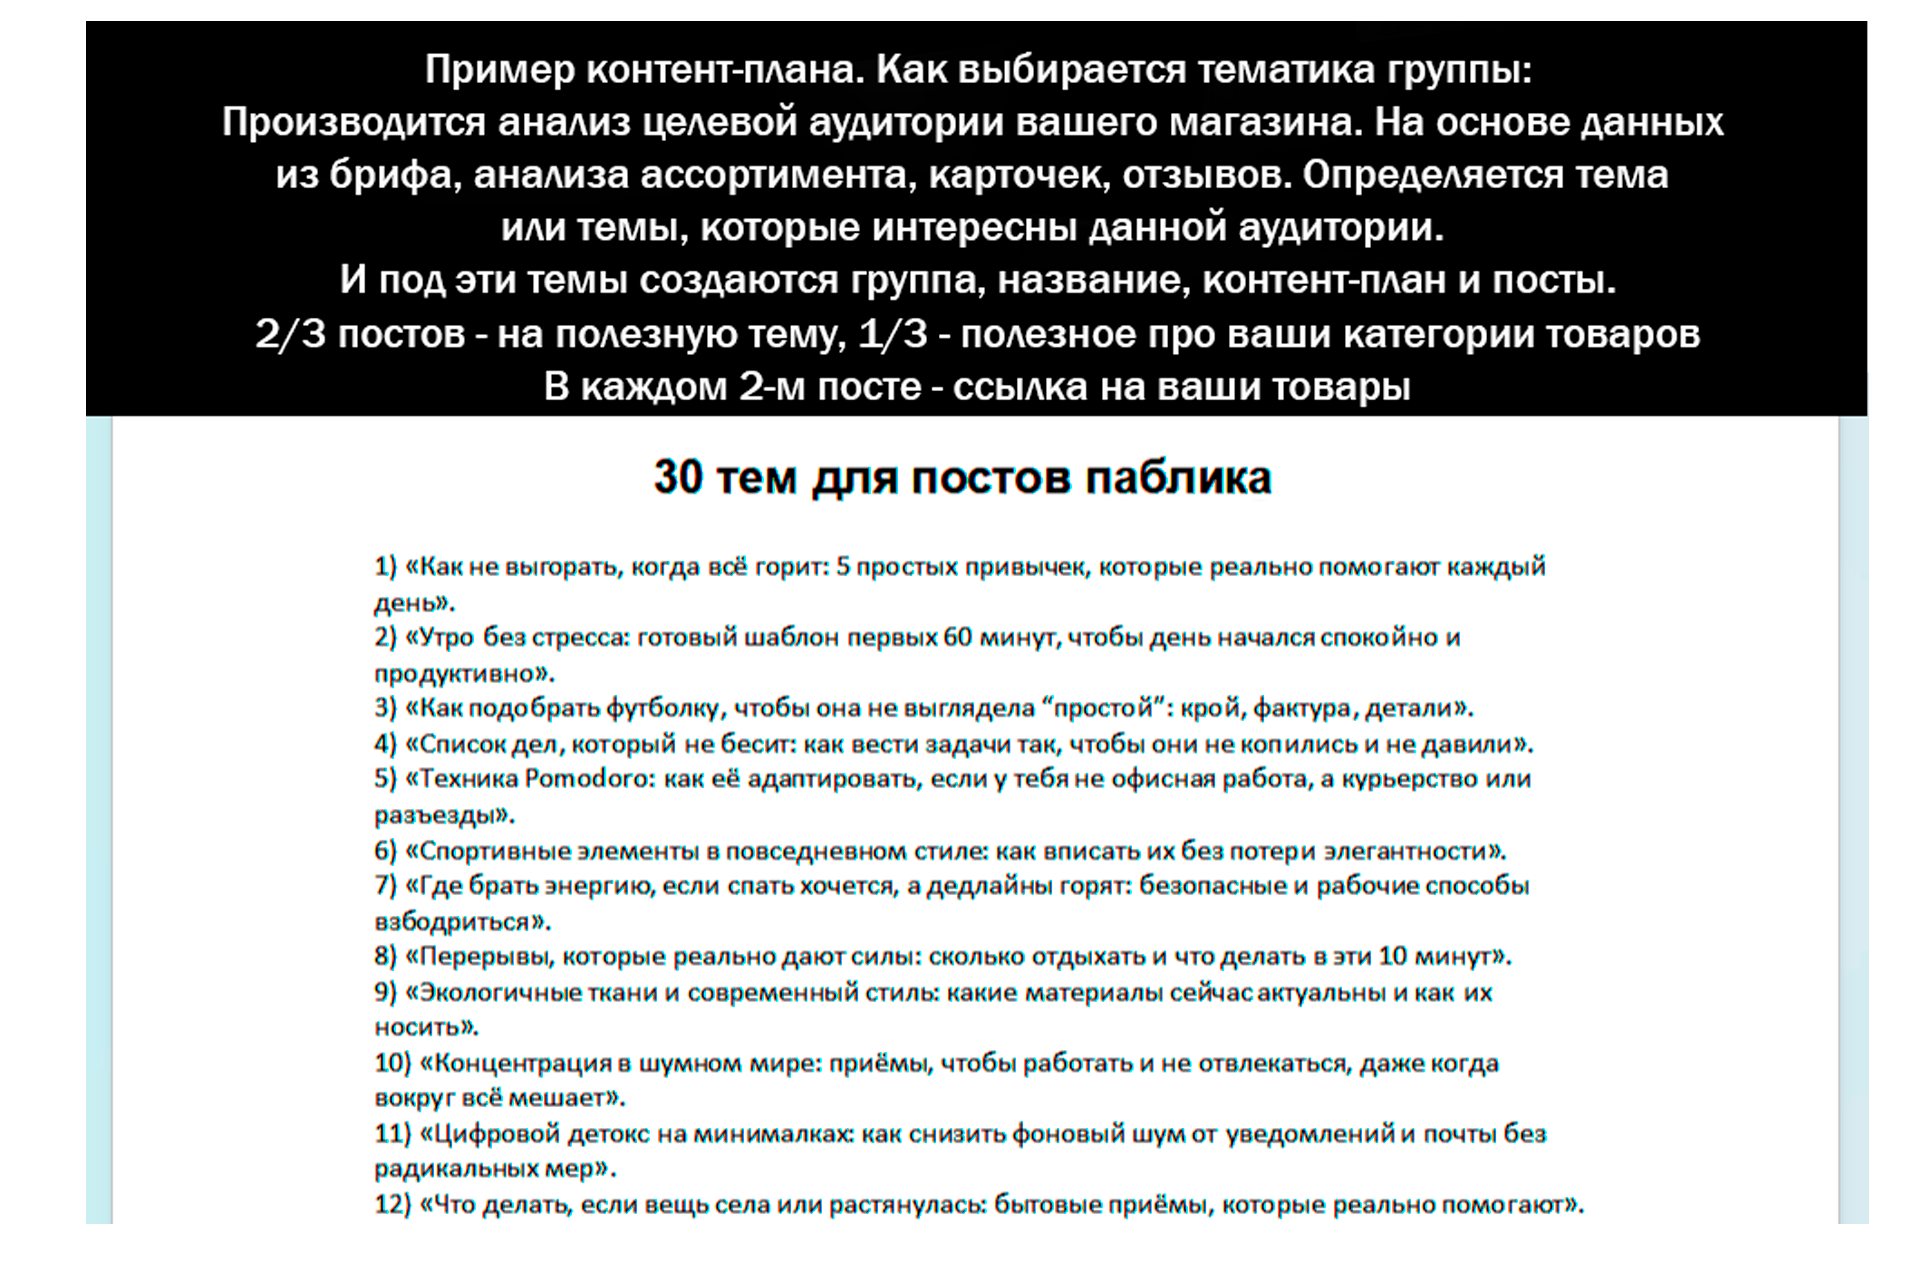 Пример контент-плана. Как выбирается тематика группы:
Производится анализ целевой аудитории вашего магазина. На основе данных
из брифа, анализа ассортимента, карточек, отзывов. Определяется тема
или темы, которые интересны данной аудитории.
И под эти темы создаются группа, название, контент-план и посты.
2/3 постов - на полезную тему, 1/3 - полезное про ваши категории товаров
В каждом 2-м посте - ссылка на ваши товары
30 тем для постов паблика
1) «Как не выгорать, когда всё горит: 5 простых привычек, которые реально помогают каждый
день».
2) «Утро без стресса: готовый шаблон первых 60 минут, чтобы день начался спокойно и
продуктивно».
3) «Как подобрать футболку, чтобы она не выглядела “простой”: крой, фактура, детали».
4) «Список дел, который не бесит: как вести задачи так, чтобы они не копились и не давили».
5) «Техника Pomodoro: как её адаптировать, если у тебя не офисная работа, а курьерство или
разъезды».
6) «Спортивные элементы в повседневном стиле: как вписать их без потери элегантности».
7) «Где брать энергию, если спать хочется, а дедлайны горят: безопасные и рабочие способы
взбодриться».
8) «Перерывы, которые реально дают силы: сколько отдыхать и что делать в эти 10 минут».
9) «Экологичные ткани и современный стиль: какие материалы сейчас актуальны и как их
носить».
10) «Концентрация в шумном мире: приёмы, чтобы работать и не отвлекаться, даже когда
вокруг всё мешает».
11) «Цифровой детокс на минималках: как снизить фоновый шум от уведомлений и почты без
радикальных мер».
12) «Что делать, если вещь села или растянулась: бытовые приёмы, которые реально помогают».